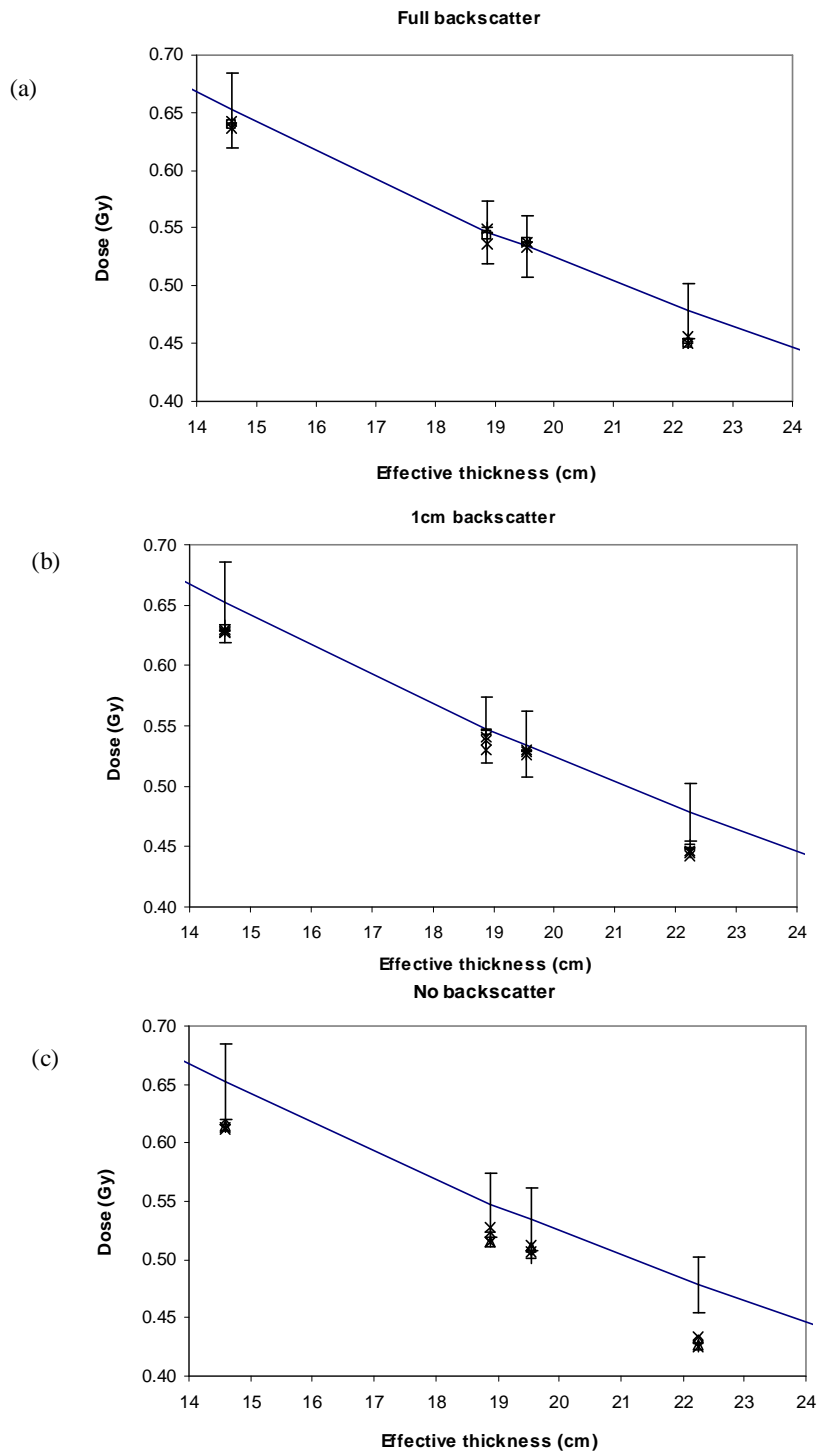 Full backscatter
(a)
0.70
0.65
0.60
0.55
0.50
0.45
0.40
Dose (Gy)
14 15 16 17 18 19 20 21 22 23 24
Effective thickness (cm)
1cm backscatter
(b)
0.70
0.65
0.60
0.55
0.50
0.45
0.40
Dose (Gy)
14 15 16 17 18 19 20 21 22 23 24
Effective thickness (cm)
No backscatter
(c)
0.70
0.65
0.60
0.55
0.50
0.45
0.40
Dose (Gy)
14 15 16 17 18 19 20 21 22 23 24
Effective thickness (cm)